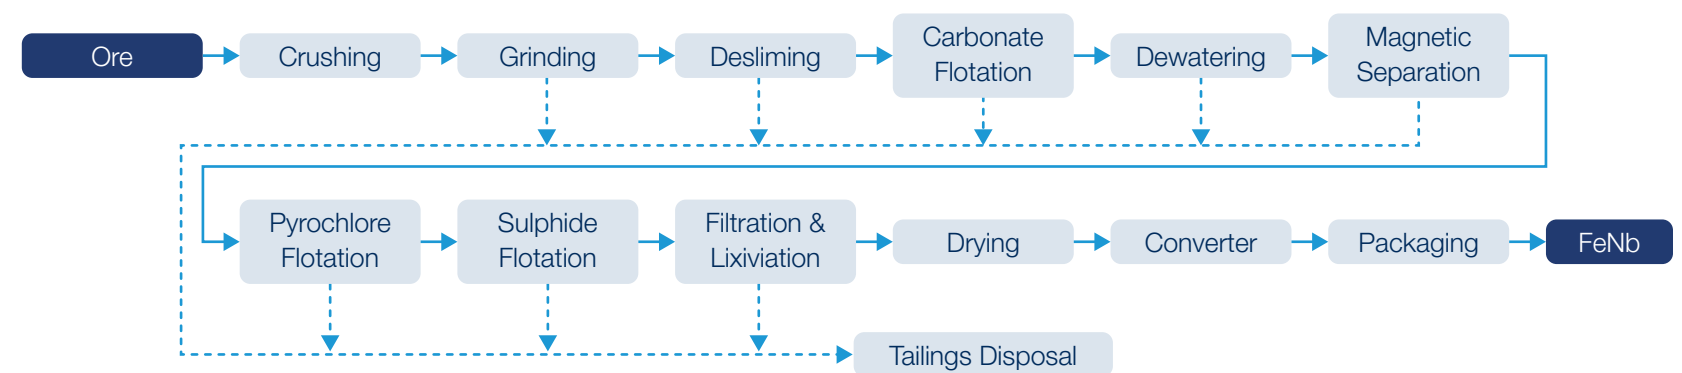 Ore
Crushing
Grinding
Desliming
Carbonate
Flotation
Dewatering
Magnetic
Separation
Pyrochlore
Flotation
Sulphide
Flotation
Filtration &
Lixiviation
Drying
Converter
Packaging
FeNb
Tailings Disposal